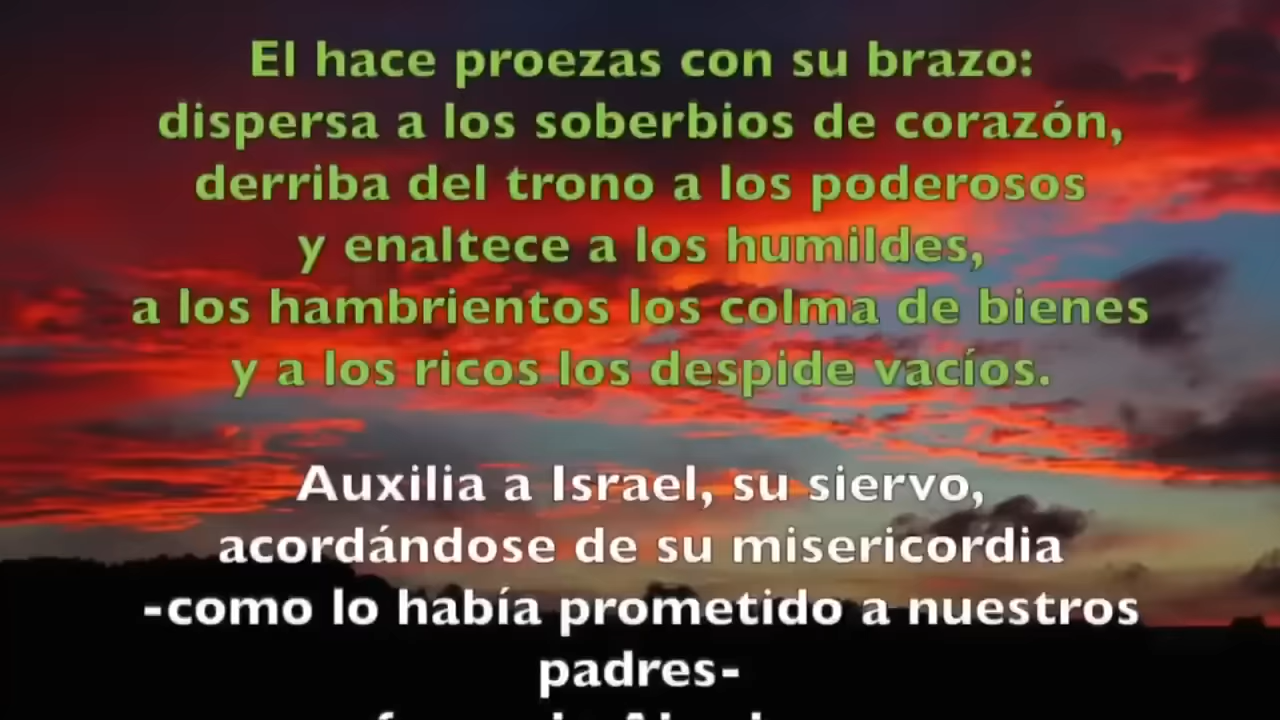 El hace proezas con su brazo:
dispersa a los soberbios de corazón,
derriba del trono a los poderosos
y enaltece a los humildes,
a los hambrientos los colma de bienes
y a los ricos los despide vacíos.
Auxilia a Israel, su siervo,
acordándose de su misericordia
-como lo había prometido a nuestros
padres-